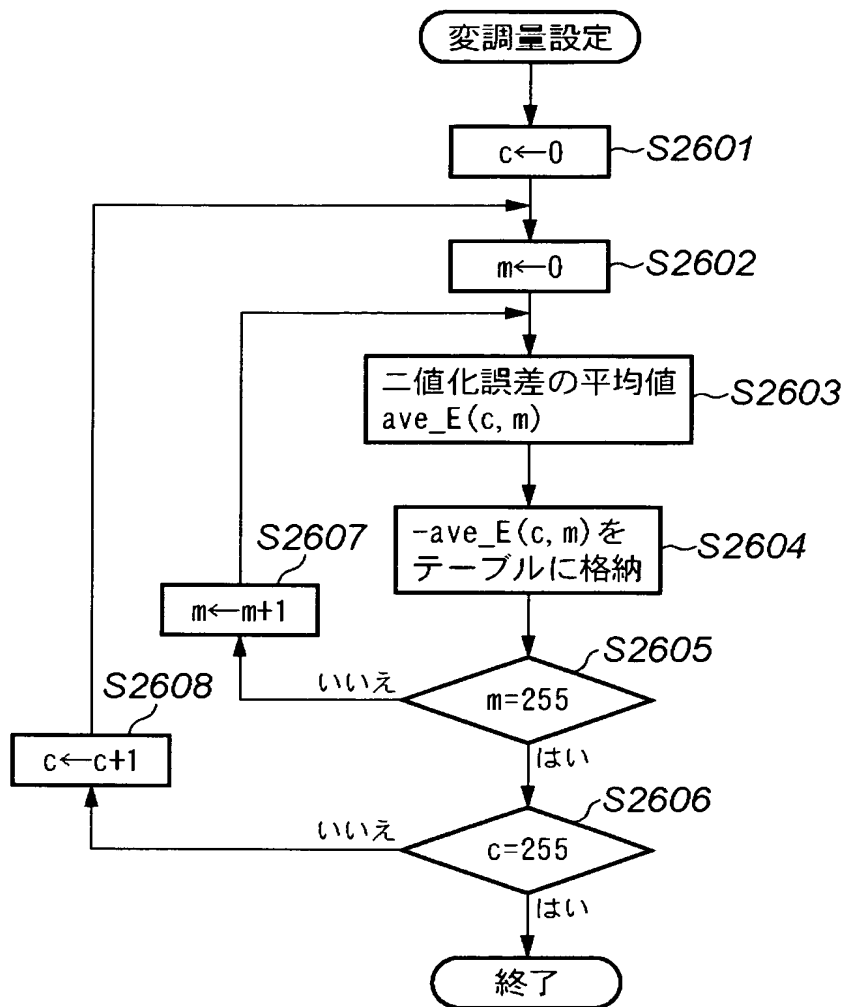 変調量設定
c←0
S2601
m←0
S2602
二値化誤差の平均値
ave_E(c,m)
S2603
-ave_E(c,m)を
テーブルに格納
S2604
S2607
m←m+1
S2605
いいえ
m=255
はい
S2608
c←c+1
S2606
いいえ
c=255
はい
終了